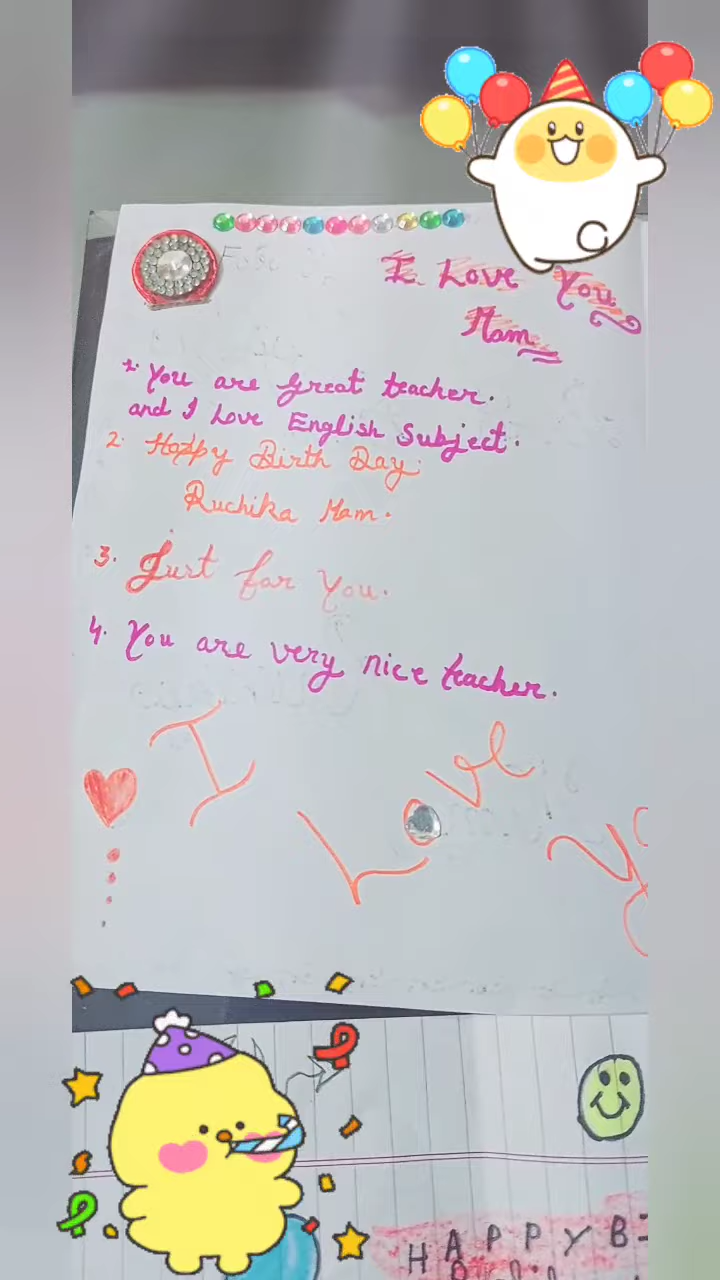 I Love You
Mam
1. You are great teacher.
and I Love English Subject.
2. Happy Birth Day
Ruchika Mam.
3. Just for You.
4. You are very nice teacher.
I Love
HAPPY B